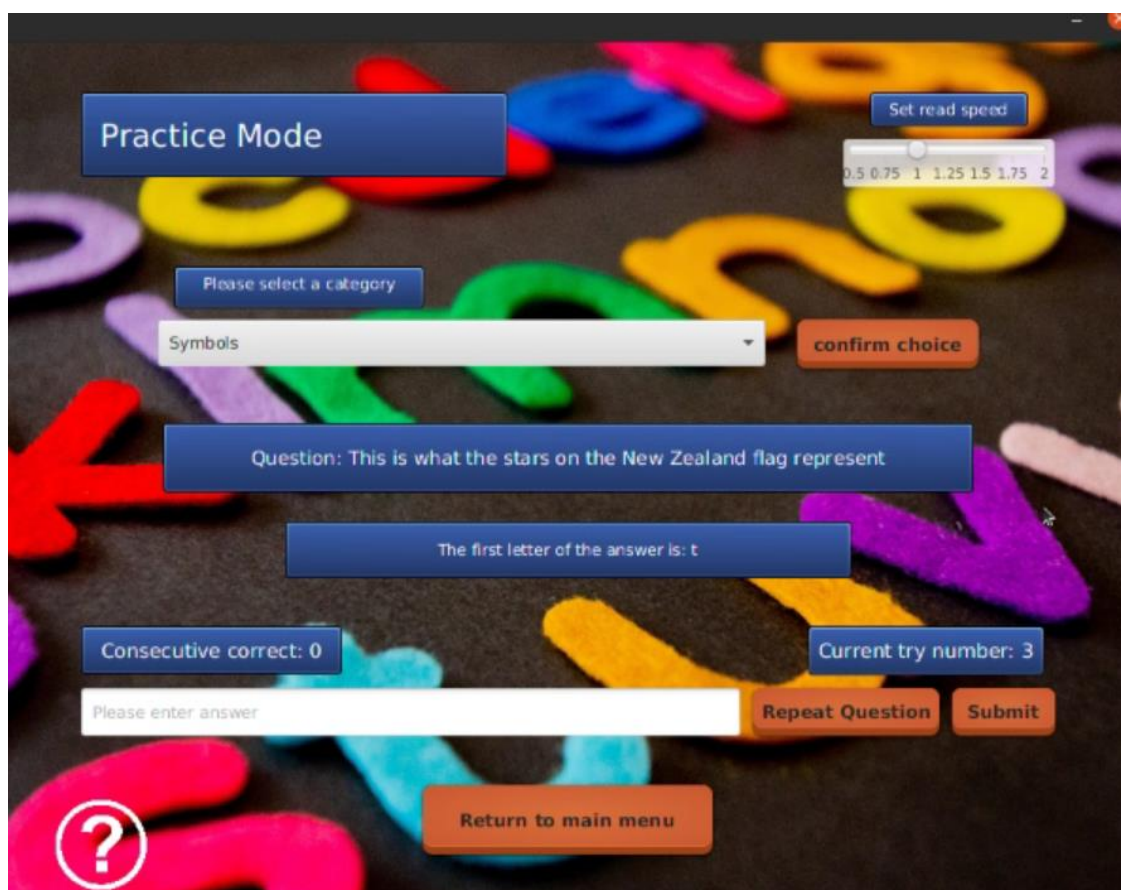 Practice Mode
Set read speed
0.5 0.75 1 1.25 1.5 1.75 2
Please select a category
Symbols
confirm choice
Question: This is what the stars on the New Zealand flag represent
The first letter of the answer is: t
Consecutive correct: 0
Current try number: 3
Please enter answer
Repeat Question
Submit
Return to main menu
?